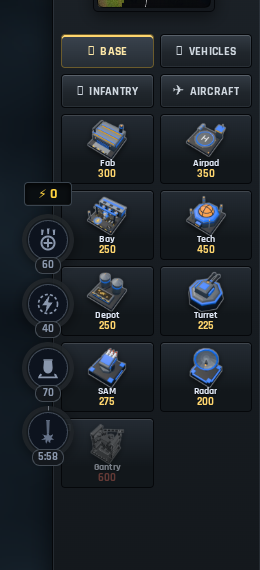 BASE
VEHICLES
INFANTRY
AIRCRAFT
Fab
300
Airpad
350
⚡ 0
Bay
250
Tech
450
60
Depot
250
Turret
225
40
SAM
275
Radar
200
70
Gantry
600
5:58